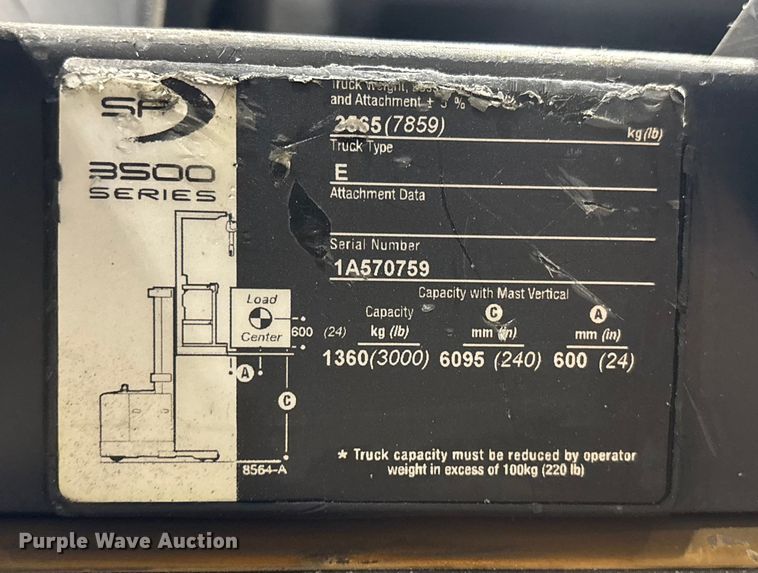 SP
3500
SERIES
Truck Weight,
and Attachment ± 5 %
3565 (7859) kg (lb)
Truck Type
E
Attachment Data
Serial Number
1A570759
Capacity with Mast Vertical
Capacity C A
kg (lb) mm (in) mm (in)
1360 (3000) 6095 (240) 600 (24)
Load
Center
600 (24)
A
C
8564-A
* Truck capacity must be reduced by operator
weight in excess of 100kg (220 lb)
Purple Wave Auction